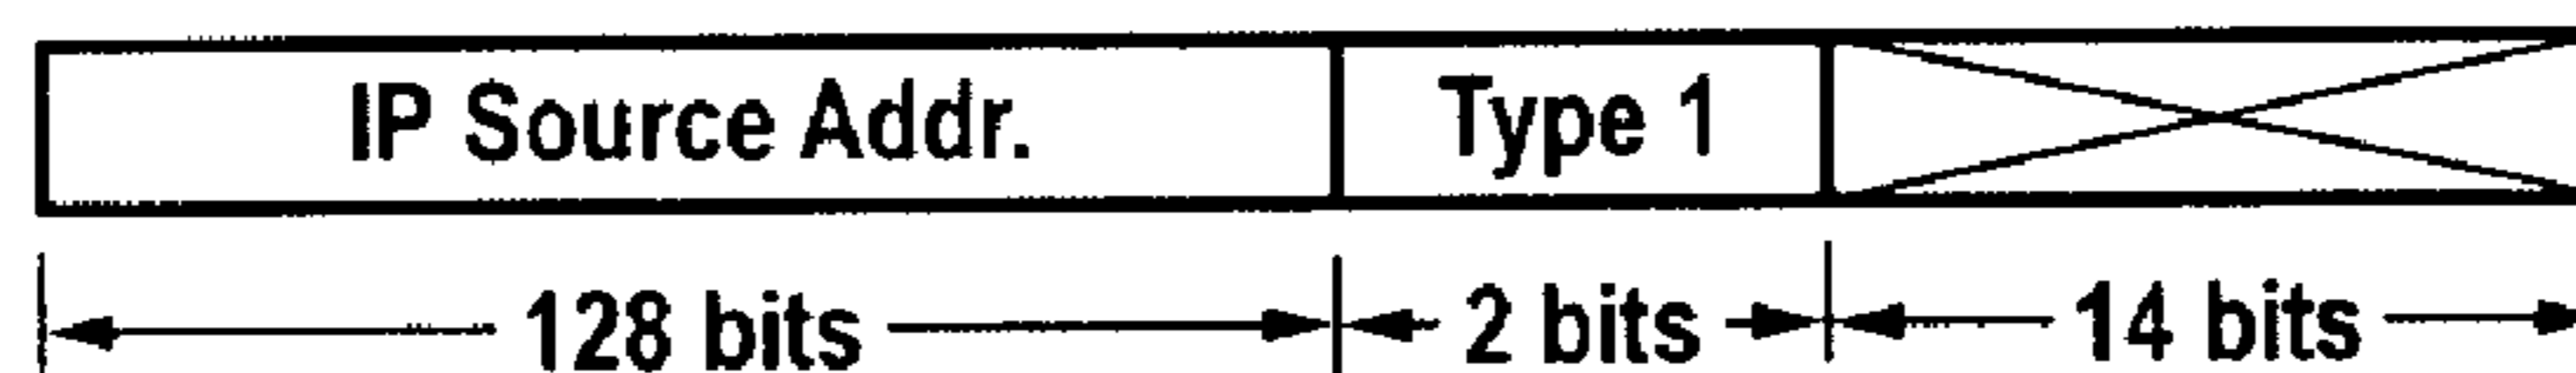 IP Source Addr. Type 1
128 bits 2 bits 14 bits